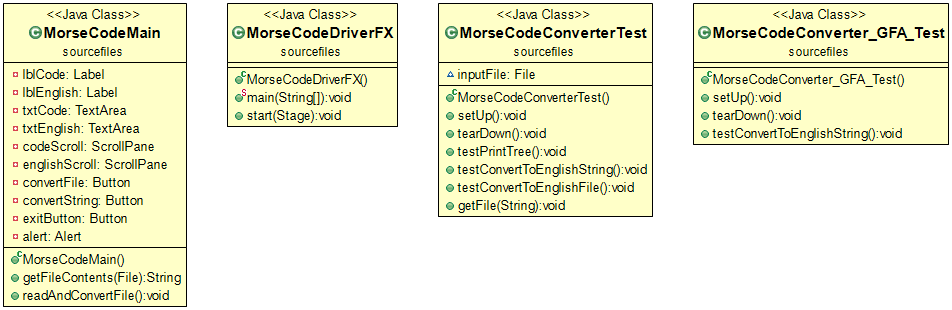 <<Java Class>>
MorseCodeMain
sourcefiles
lblCode: Label
lblEnglish: Label
txtCode: TextArea
txtEnglish: TextArea
codeScroll: ScrollPane
englishScroll: ScrollPane
convertFile: Button
convertString: Button
exitButton: Button
alert: Alert
MorseCodeMain()
getFileContents(File):String
readAndConvertFile():void
<<Java Class>>
MorseCodeDriverFX
sourcefiles
MorseCodeDriverFX()
main(String[]):void
start(Stage):void
<<Java Class>>
MorseCodeConverterTest
sourcefiles
inputFile: File
MorseCodeConverterTest()
setUp():void
tearDown():void
testPrintTree():void
testConvertToEnglishString():void
testConvertToEnglishFile():void
getFile(String):void
<<Java Class>>
MorseCodeConverter_GFA_Test
sourcefiles
MorseCodeConverter_GFA_Test()
setUp():void
tearDown():void
testConvertToEnglishString():void